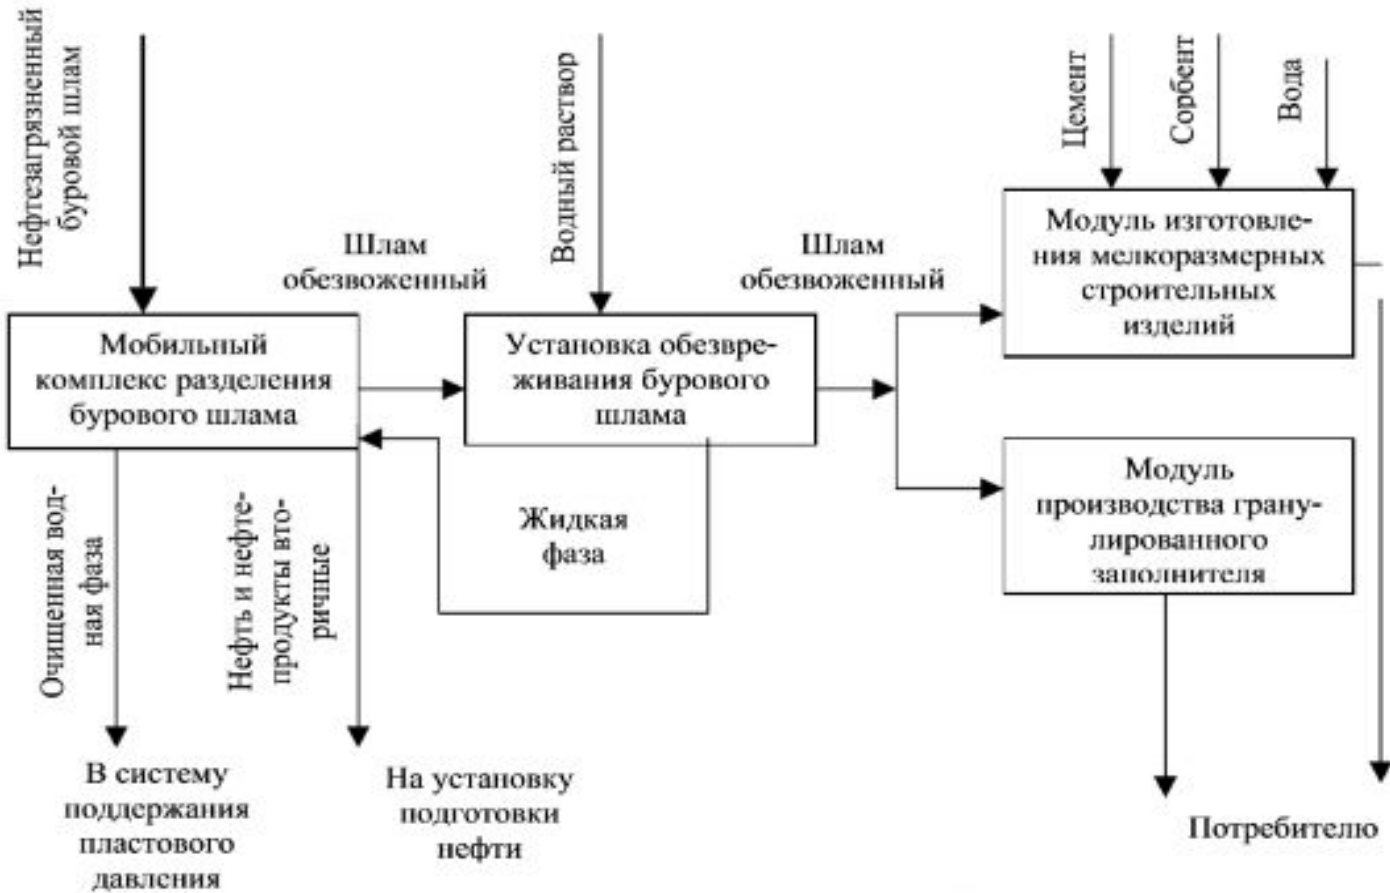 Нефтезагрязненный
буровой шлам
Водный раствор
Цемент
Сорбент
Вода
Шлам
обезвоженный
Шлам
обезвоженный
Мобильный
комплекс разделения
бурового шлама
Установка обезвре-
живания бурового
шлама
Модуль изготовле-
ния мелкоразмерных
строительных
изделий
Модуль
производства грану-
лированного
заполнителя
Жидкая
фаза
Очищенная вод-
ная фаза
Нефть и нефте-
продукты вто-
ричные
В систему
поддержания
пластового
давления
На установку
подготовки
нефти
Потребителю